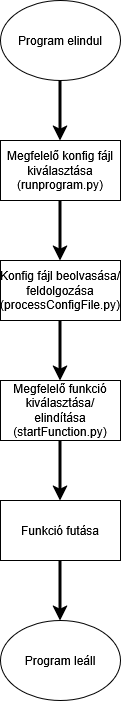 Program elindul
Megfelelő konfig fájl
kiválasztása
(runprogram.py)
Konfig fájl beolvasása/
feldolgozása
(processConfigFile.py)
Megfelelő funkció
kiválasztása/
elindítása
(startFunction.py)
Funkció futása
Program leáll